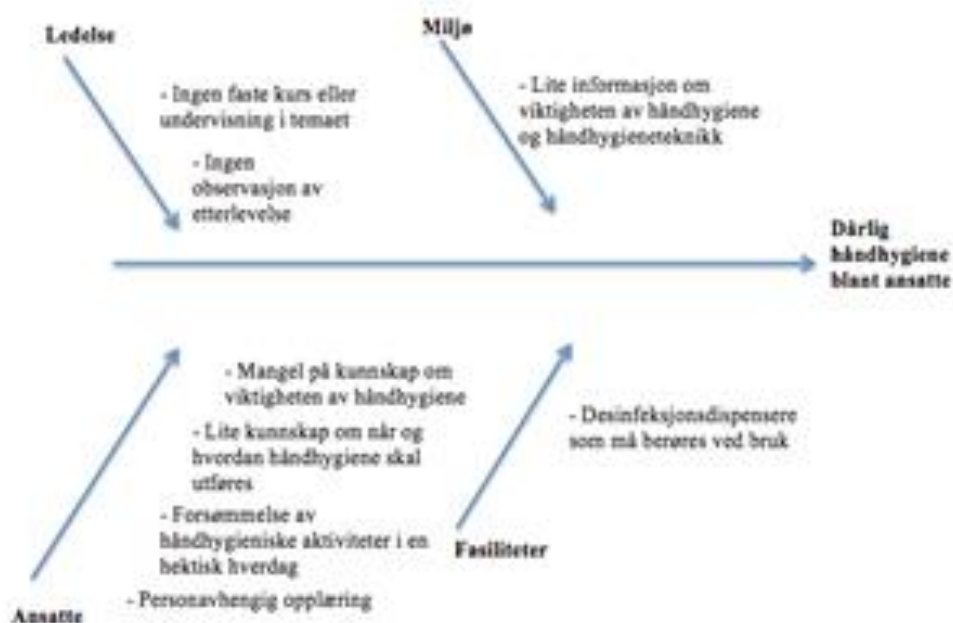 Ledelse
- Ingen faste kurs eller
undervisning i temaet
- Ingen
observasjon av
etterlevelse
Miljø
- Lite informasjon om
viktigheten av håndhygiene
og håndhygieneteknikk
Dårlig
håndhygiene
blant ansatte
- Mangel på kunnskap om
viktigheten av håndhygiene
- Lite kunnskap om når og
hvordan håndhygiene skal
utføres
- Forsømmelse av
håndhygieniske aktiviteter i en
hektisk hverdag
- Personavhengig opplæring
Ansatte
- Desinfeksjonsdispensere
som må berøres ved bruk
Fasiliteter